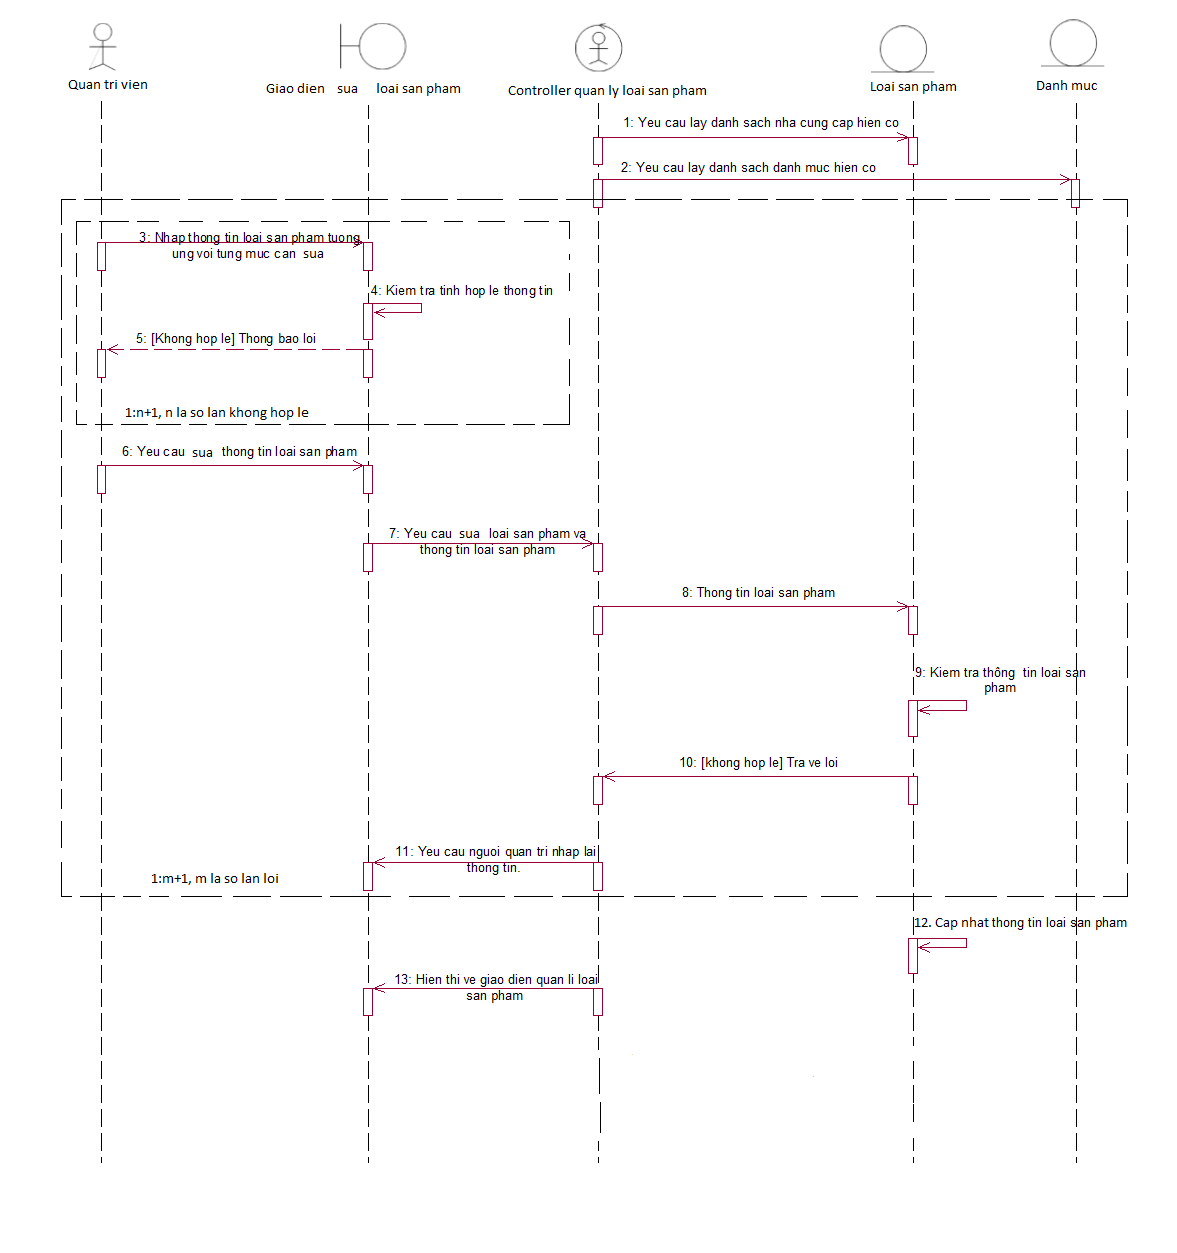 Quan tri vien
Giao dien sua loai san pham
Controller quan ly loai san pham
Loai san pham
Danh muc
1: Yeu cau lay danh sach nha cung cap hien co
2: Yeu cau lay danh sach danh muc hien co
3: Nhap thong tin loai san pham tuong
ung voi tung muc can sua
4: Kiem tra tinh hop le thong tin
5: [Khong hop le] Thong bao loi
1:n+1, n la so lan khong hop le
6: Yeu cau sua thong tin loai san pham
7: Yeu cau sua loai san pham va
thong tin loai san pham
8: Thong tin loai san pham
9: Kiem tra thông tin loai san
pham
10: [khong hop le] Tra ve loi
11: Yeu cau nguoi quan tri nhap lai
thong tin.
1:m+1, m la so lan loi
12. Cap nhat thong tin loai san pham
13: Hien thi ve giao dien quan li loai
san pham